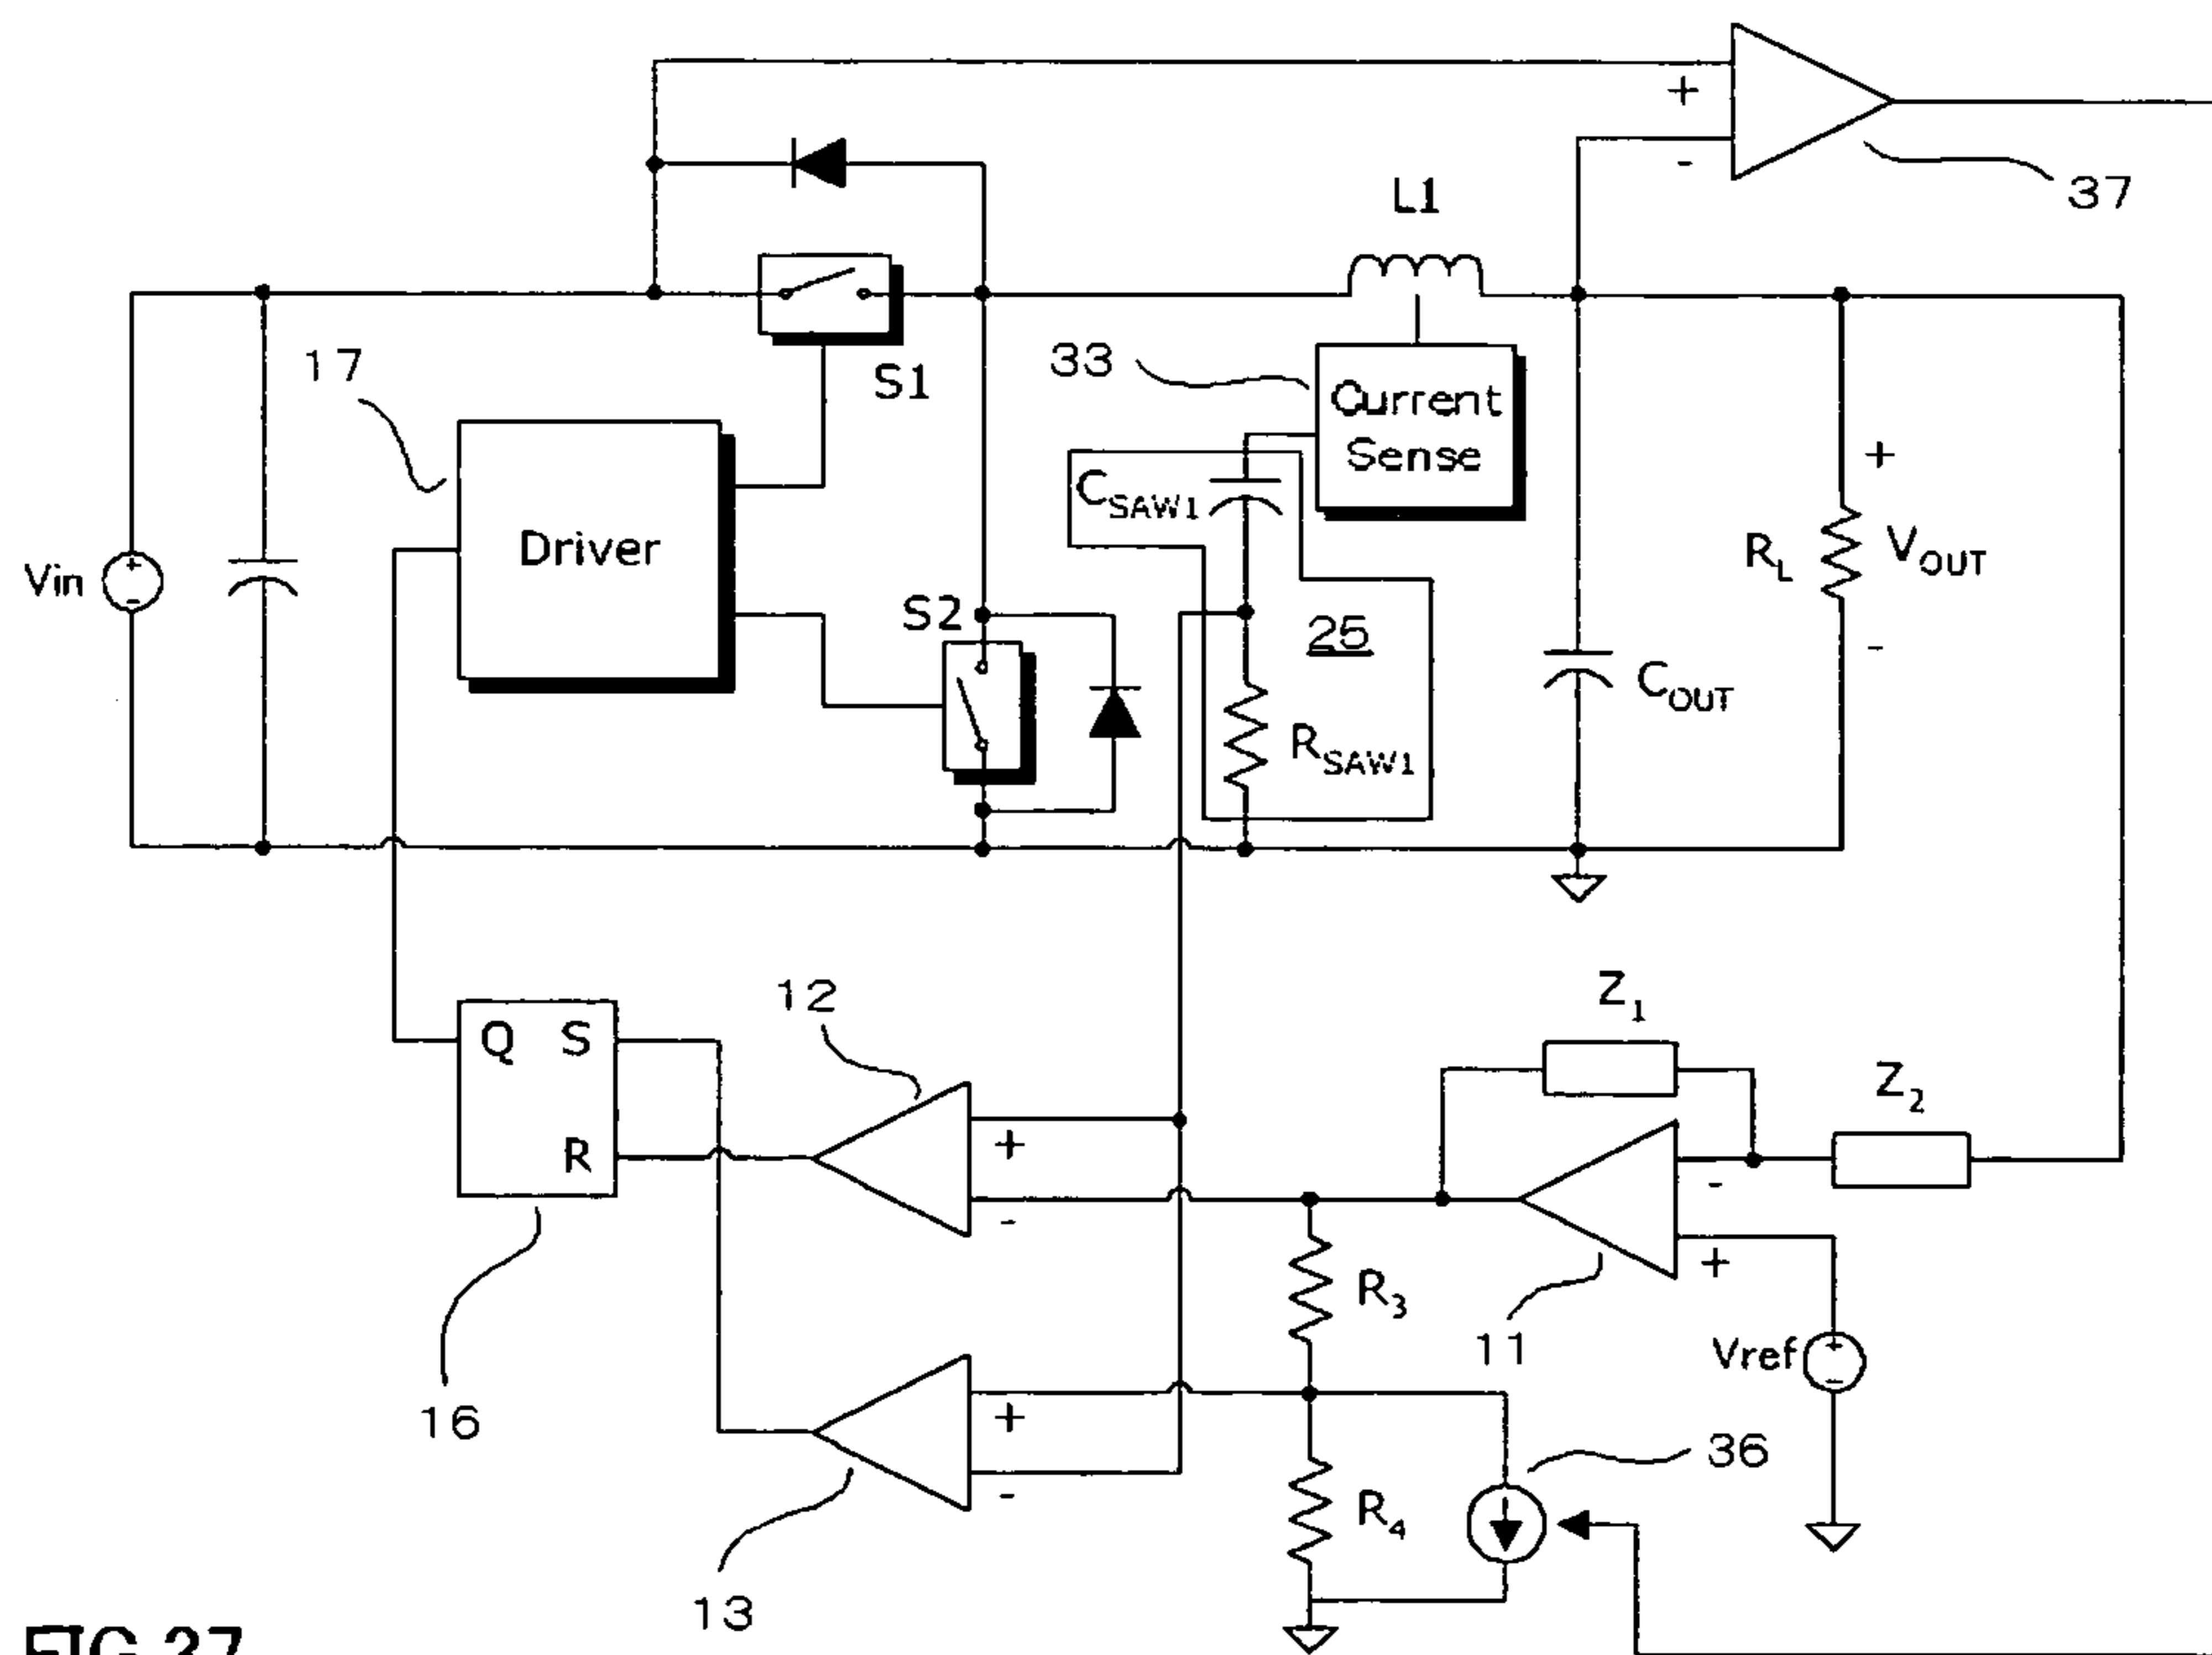 +
-
37
L1
17
S1
33
Current
Sense
C_SAW1
+
Driver
Vin
+
-
R_L
V_OUT
S2
25
-
C_OUT
R_SAW1
12
Z_1
Q
S
Z_2
R
+
-
-
+
R_3
11
Vref
+
-
16
+
36
-
R_4
13
FIG 37